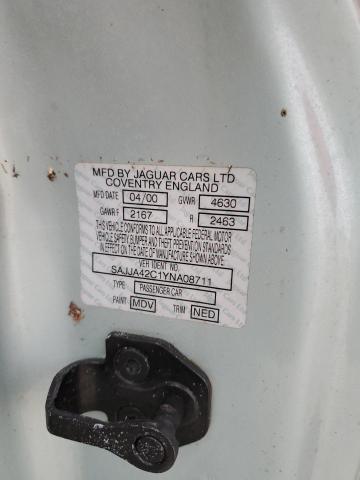 MFD BY JAGUAR CARS LTD
COVENTRY ENGLAND
MFD DATE 04/00 GVWR 4630
GAWR F 2167 R 2463
THIS VEHICLE CONFORMS TO ALL APPLICABLE FEDERAL MOTOR
VEHICLE SAFETY BUMPER AND THEFT PREVENTION STANDARDS
IN EFFECT ON THE DATE OF MANUFACTURE SHOWN ABOVE
VEH IDENT NO.
SAJJA42C1YNA08711
TYPE PASSENGER CAR
PAINT MDV TRIM NED